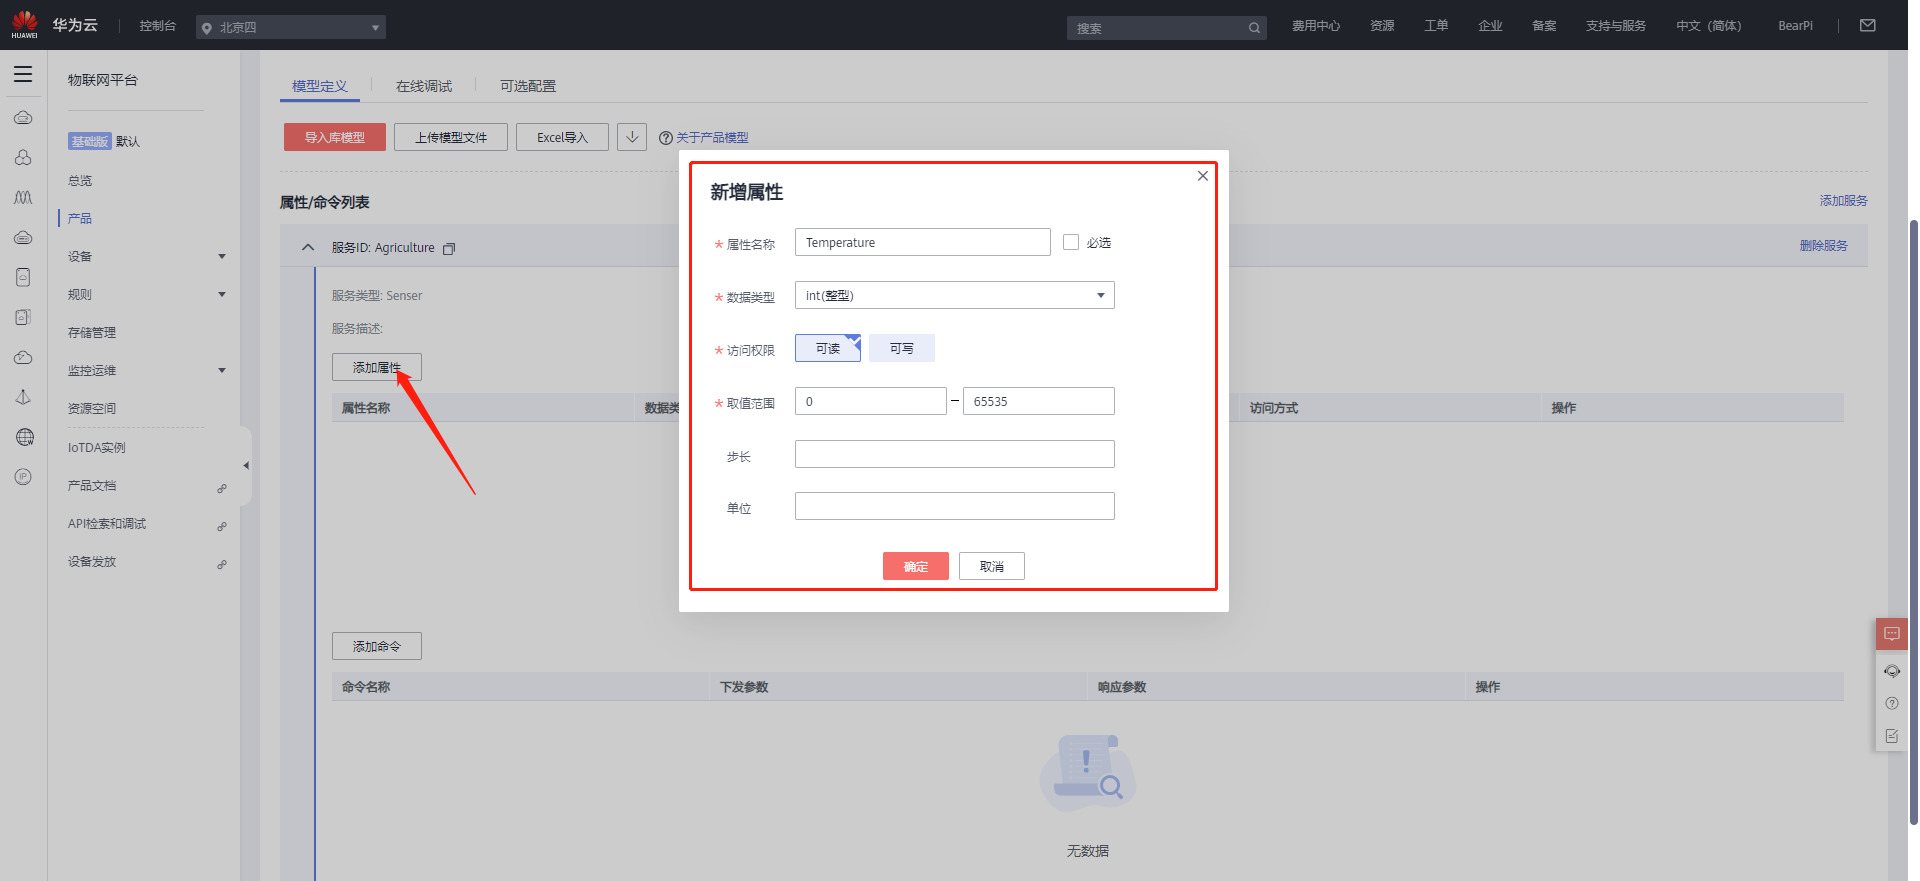 HUAWEI 华为云 控制台 北京四 搜索 费用中心 资源 工单 企业 备案 支持与服务 中文 (简体) BearPi
物联网平台
基础版 默认
总览
产品
设备
规则
存储管理
监控运维
资源空间
IoTDA实例
产品文档
API检索和调试
设备发放
模型定义 在线调试 可选配置
导入库模型 上传模型文件 Excel导入 关于产品模型
属性/命令列表 添加服务
服务ID: Agriculture 删除服务
服务类型: Senser
服务描述:
添加属性
属性名称 数据类 访问方式 操作
新增属性
* 属性名称 Temperature 必选
* 数据类型 int(整型)
* 访问权限 可读 可写
* 取值范围 0 – 65535
步长
单位
确定 取消
添加命令
命令名称 下发参数 响应参数 操作
无数据